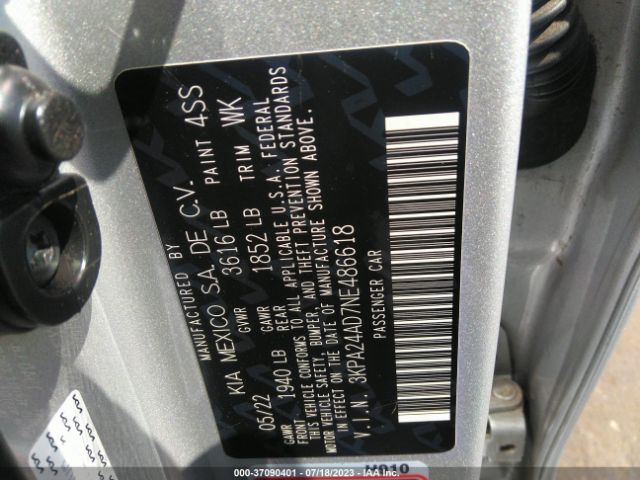 MANUFACTURED BY
KIA MEXICO S.A. DE C.V.
05/22 GVWR 3616 LB PAINT 4SS
GAWR FRONT 1940 LB GAWR REAR 1852 LB TRIM WK
THIS VEHICLE CONFORMS TO ALL APPLICABLE U.S.A. FEDERAL
MOTOR VEHICLE SAFETY, BUMPER, AND THEFT PREVENTION STANDARDS
IN EFFECT ON THE DATE OF MANUFACTURE SHOWN ABOVE.
V.I.N. 3KPA24AD7NE486618
PASSENGER CAR
H010
000-37090401 - 07/18/2023 - IAA Inc.